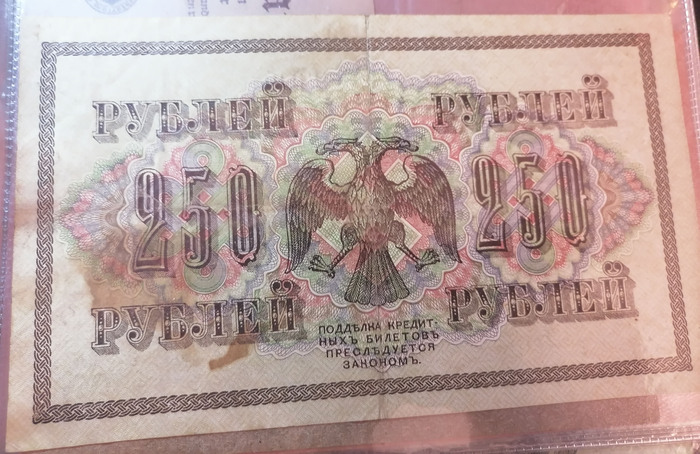 РУБЛЕЙ РУБЛЕЙ
250 250
РУБЛЕЙ РУБЛЕЙ
ПОДДѢЛКА КРЕДИТ-
НЫХЪ БИЛЕТОВЪ
ПРЕСЛѢДУЕТСЯ
ЗАКОНОМЪ.